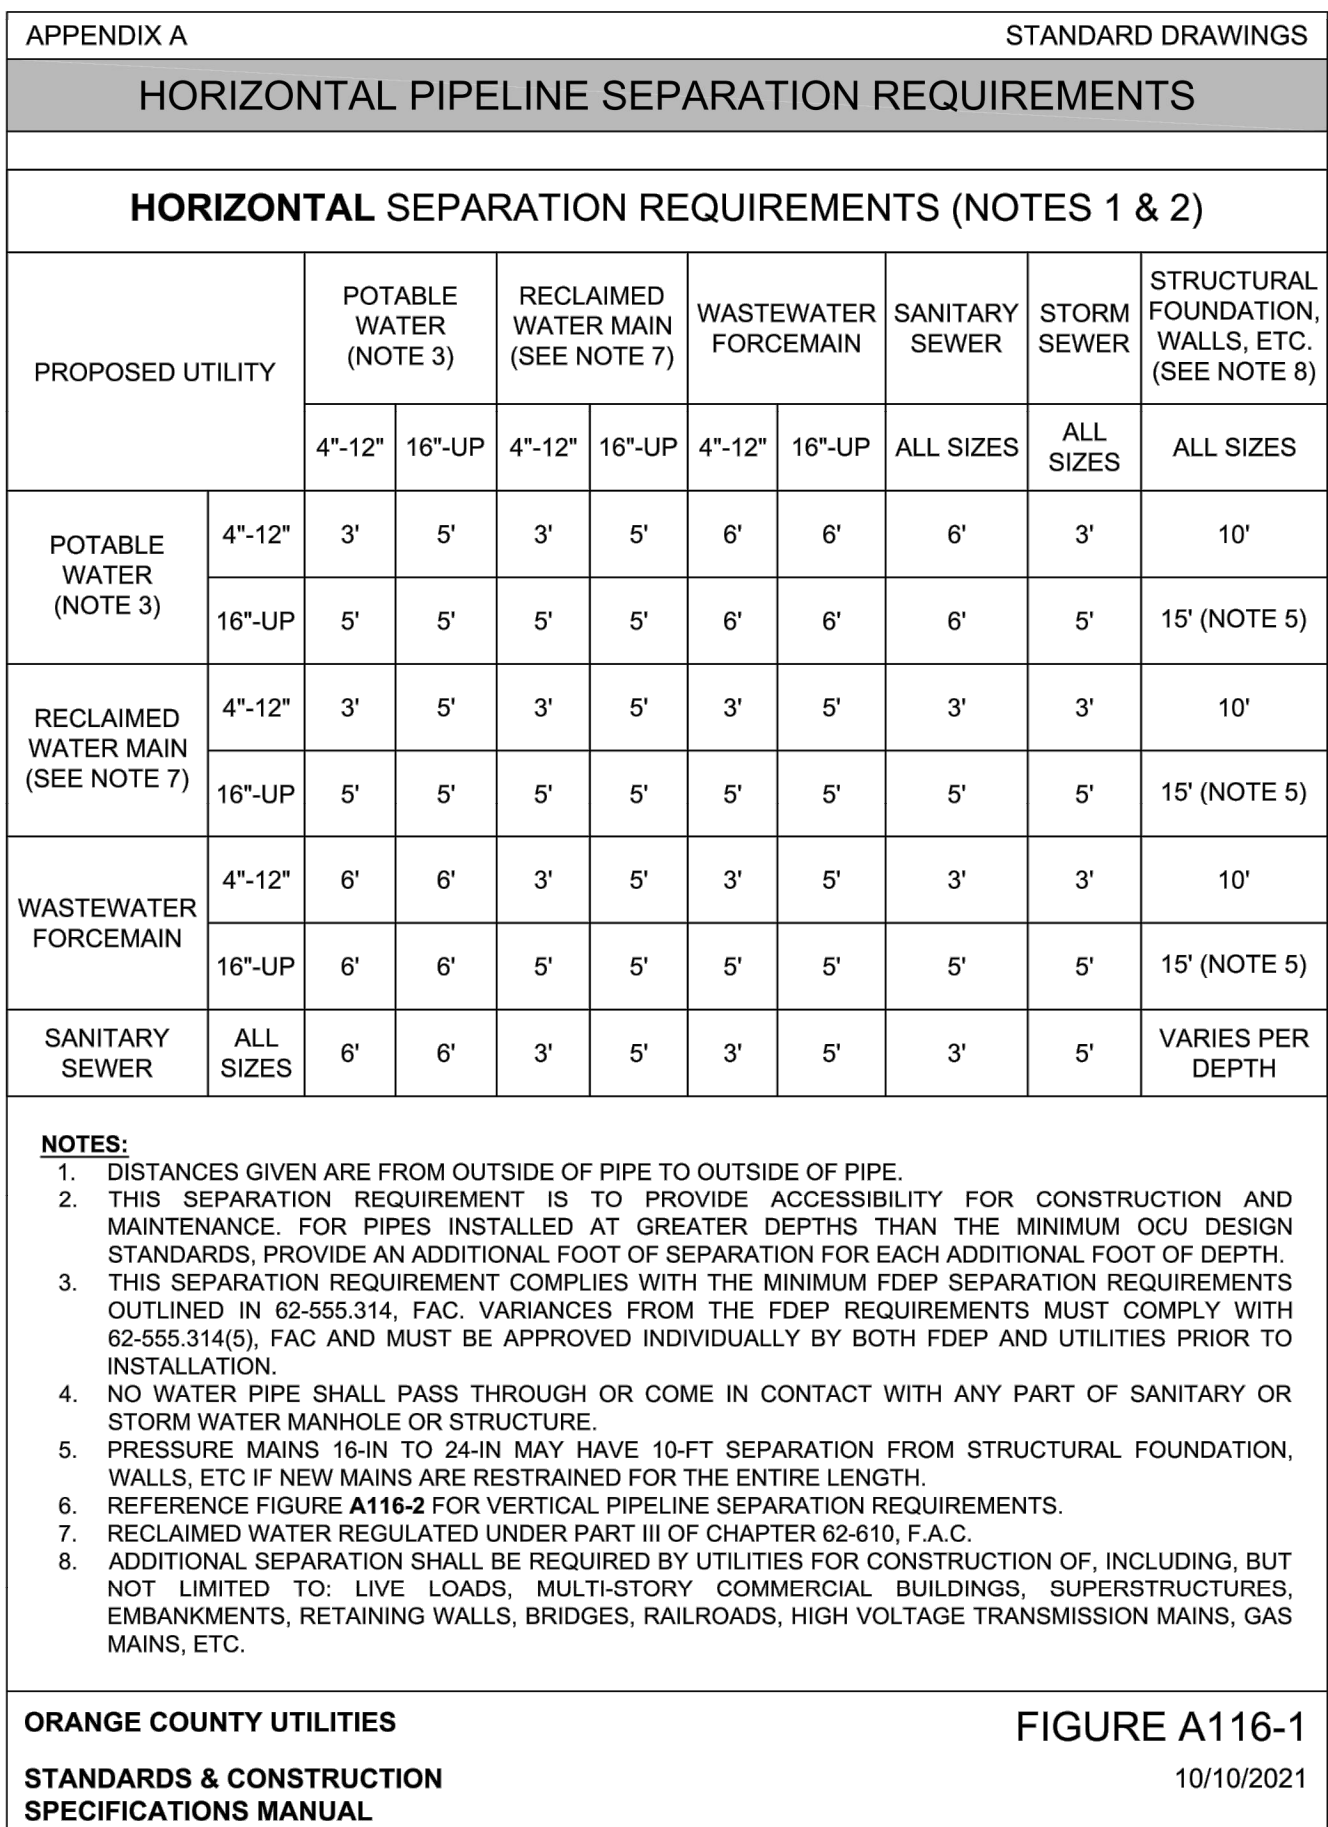 APPENDIX A STANDARD DRAWINGS
HORIZONTAL PIPELINE SEPARATION REQUIREMENTS
HORIZONTAL SEPARATION REQUIREMENTS (NOTES 1 & 2)
PROPOSED UTILITY
POTABLE
WATER
(NOTE 3)
RECLAIMED
WATER MAIN
(SEE NOTE 7)
WASTEWATER
FORCEMAIN
SANITARY
SEWER
STORM
SEWER
STRUCTURAL
FOUNDATION,
WALLS, ETC.
(SEE NOTE 8)
4"-12" 16"-UP 4"-12" 16"-UP 4"-12" 16"-UP ALL SIZES ALL
SIZES ALL SIZES
POTABLE
WATER
(NOTE 3)
4"-12" 3' 5' 3' 5' 6' 6' 6' 3' 10'
16"-UP 5' 5' 5' 5' 6' 6' 6' 5' 15' (NOTE 5)
RECLAIMED
WATER MAIN
(SEE NOTE 7)
4"-12" 3' 5' 3' 5' 3' 5' 3' 3' 10'
16"-UP 5' 5' 5' 5' 5' 5' 5' 5' 15' (NOTE 5)
WASTEWATER
FORCEMAIN
4"-12" 6' 6' 3' 5' 3' 5' 3' 3' 10'
16"-UP 6' 6' 5' 5' 5' 5' 5' 5' 15' (NOTE 5)
SANITARY
SEWER
ALL
SIZES
6' 6' 3' 5' 3' 5' 3' 5' VARIES PER
DEPTH
NOTES:
1. DISTANCES GIVEN ARE FROM OUTSIDE OF PIPE TO OUTSIDE OF PIPE.
2. THIS SEPARATION REQUIREMENT IS TO PROVIDE ACCESSIBILITY FOR CONSTRUCTION AND
MAINTENANCE. FOR PIPES INSTALLED AT GREATER DEPTHS THAN THE MINIMUM OCU DESIGN
STANDARDS, PROVIDE AN ADDITIONAL FOOT OF SEPARATION FOR EACH ADDITIONAL FOOT OF DEPTH.
3. THIS SEPARATION REQUIREMENT COMPLIES WITH THE MINIMUM FDEP SEPARATION REQUIREMENTS
OUTLINED IN 62-555.314, FAC. VARIANCES FROM THE FDEP REQUIREMENTS MUST COMPLY WITH
62-555.314(5), FAC AND MUST BE APPROVED INDIVIDUALLY BY BOTH FDEP AND UTILITIES PRIOR TO
INSTALLATION.
4. NO WATER PIPE SHALL PASS THROUGH OR COME IN CONTACT WITH ANY PART OF SANITARY OR
STORM WATER MANHOLE OR STRUCTURE.
5. PRESSURE MAINS 16-IN TO 24-IN MAY HAVE 10-FT SEPARATION FROM STRUCTURAL FOUNDATION,
WALLS, ETC IF NEW MAINS ARE RESTRAINED FOR THE ENTIRE LENGTH.
6. REFERENCE FIGURE A116-2 FOR VERTICAL PIPELINE SEPARATION REQUIREMENTS.
7. RECLAIMED WATER REGULATED UNDER PART III OF CHAPTER 62-610, F.A.C.
8. ADDITIONAL SEPARATION SHALL BE REQUIRED BY UTILITIES FOR CONSTRUCTION OF, INCLUDING, BUT
NOT LIMITED TO: LIVE LOADS, MULTI-STORY COMMERCIAL BUILDINGS, SUPERSTRUCTURES,
EMBANKMENTS, RETAINING WALLS, BRIDGES, RAILROADS, HIGH VOLTAGE TRANSMISSION MAINS, GAS
MAINS, ETC.
ORANGE COUNTY UTILITIES FIGURE A116-1
STANDARDS & CONSTRUCTION 10/10/2021
SPECIFICATIONS MANUAL